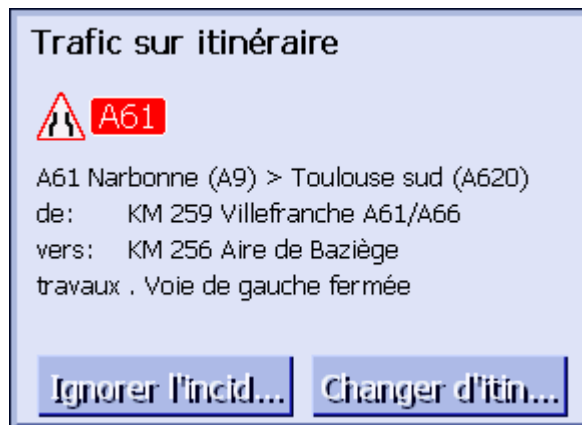 Trafic sur itinéraire
A61
A61 Narbonne (A9) > Toulouse sud (A620)
de: KM 259 Villefranche A61/A66
vers: KM 256 Aire de Baziège
travaux . Voie de gauche fermée
Ignorer l'incid... Changer d'itin...